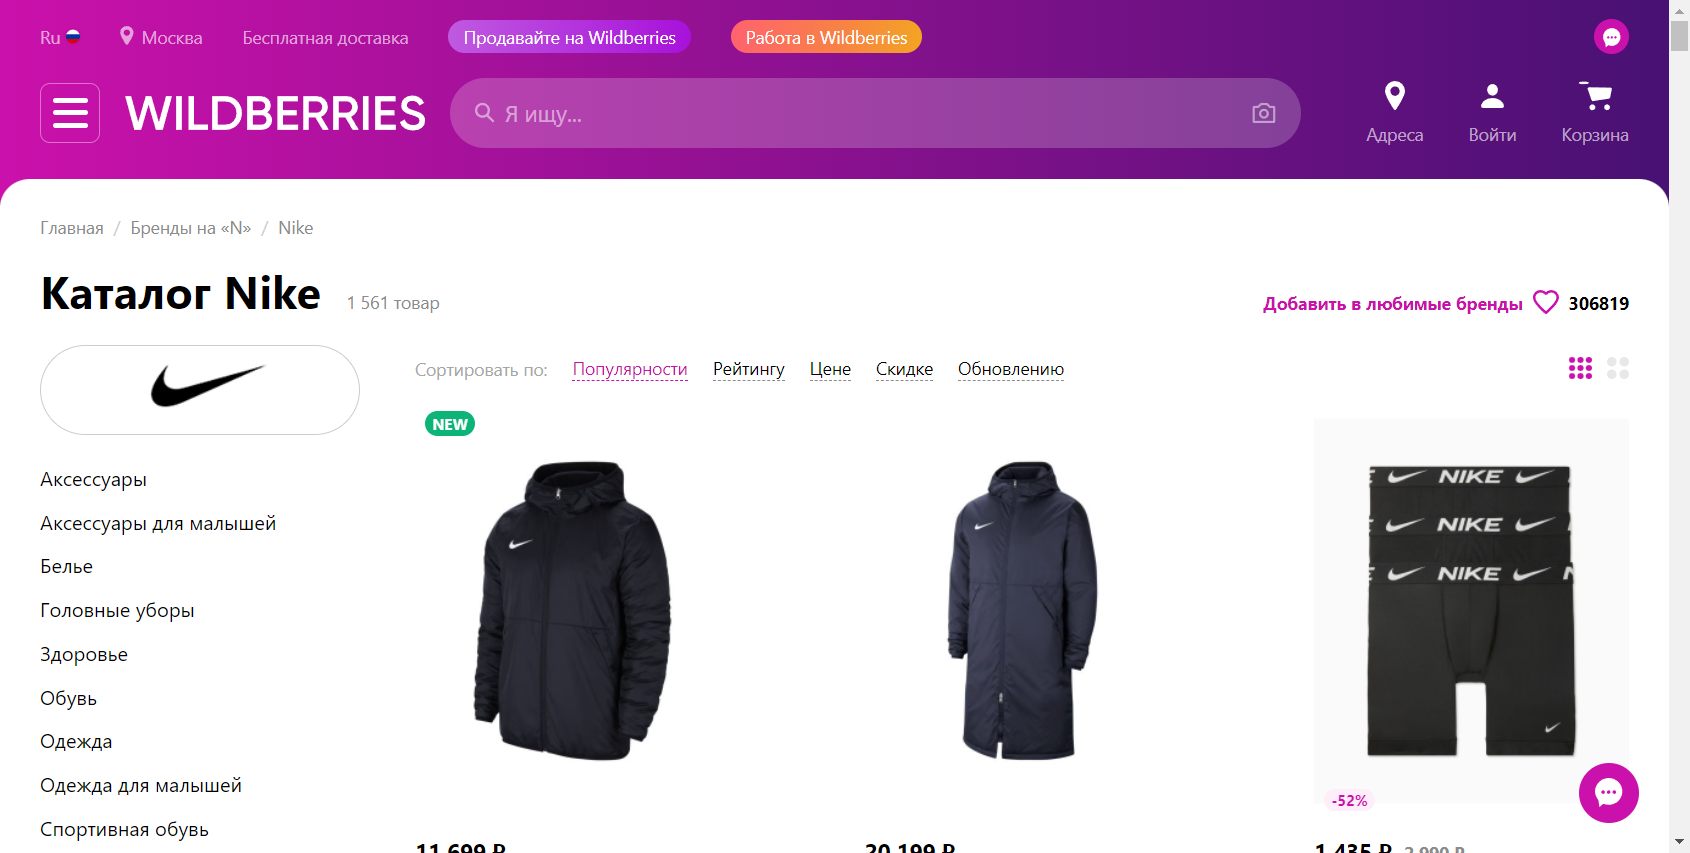 Ru Москва Бесплатная доставка Продавайте на Wildberries Работа в Wildberries
WILDBERRIES Я ищу... Адреса Войти Корзина
Главная / Бренды на «N» / Nike
Каталог Nike 1 561 товар Добавить в любимые бренды 306819
Сортировать по: Популярности Рейтингу Цене Скидке Обновлению
NEW
NIKE
NIKE
NIKE
Аксессуары
Аксессуары для малышей
Белье
Головные уборы
Здоровье
Обувь
Одежда
Одежда для малышей
Спортивная обувь
-52%
11 699 ₽ 20 199 ₽ 1 435 ₽ 2 990 ₽